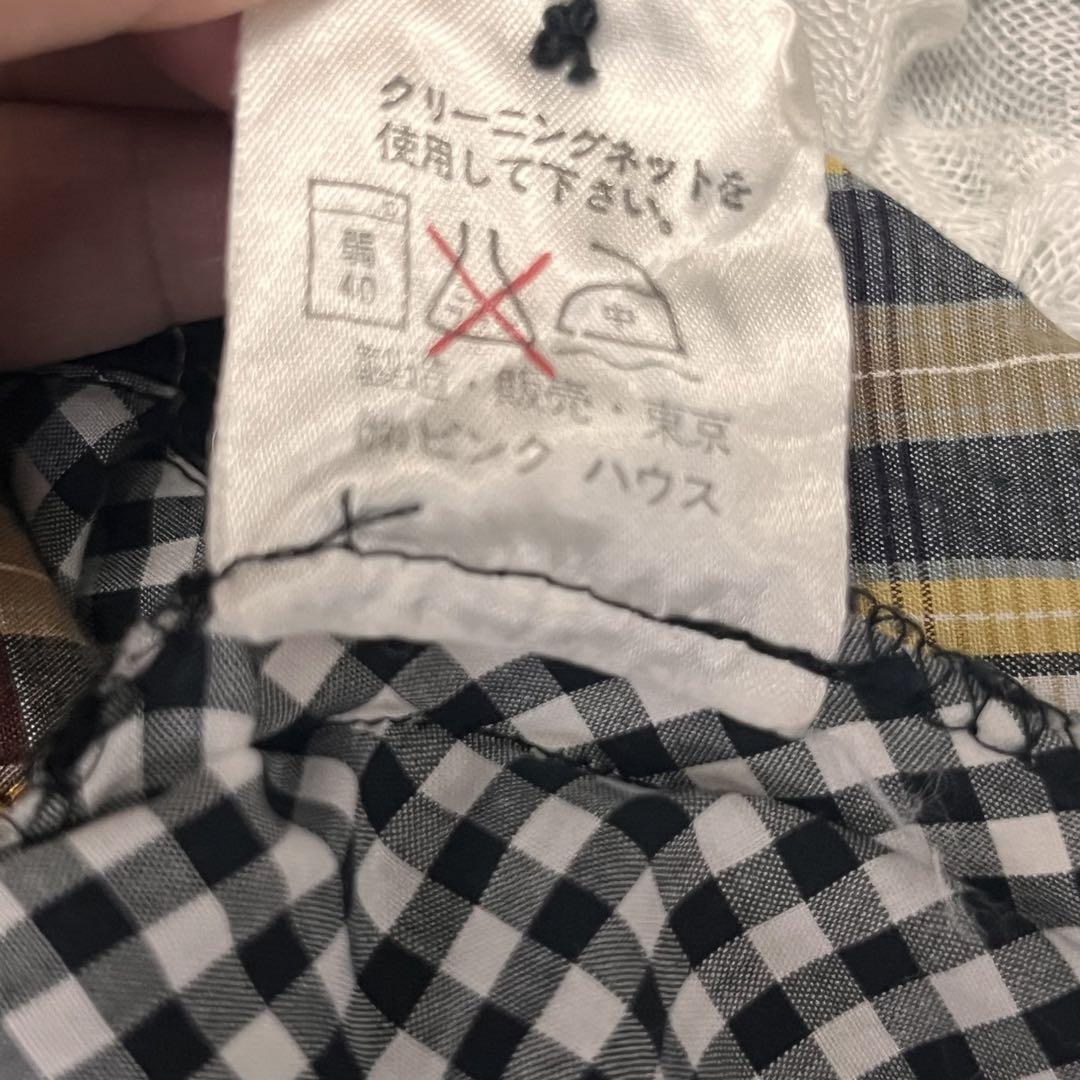 クリーニングネットを
使用して下さい。
弱
40
中
製造・販売・東京
㈱ピンク ハウス